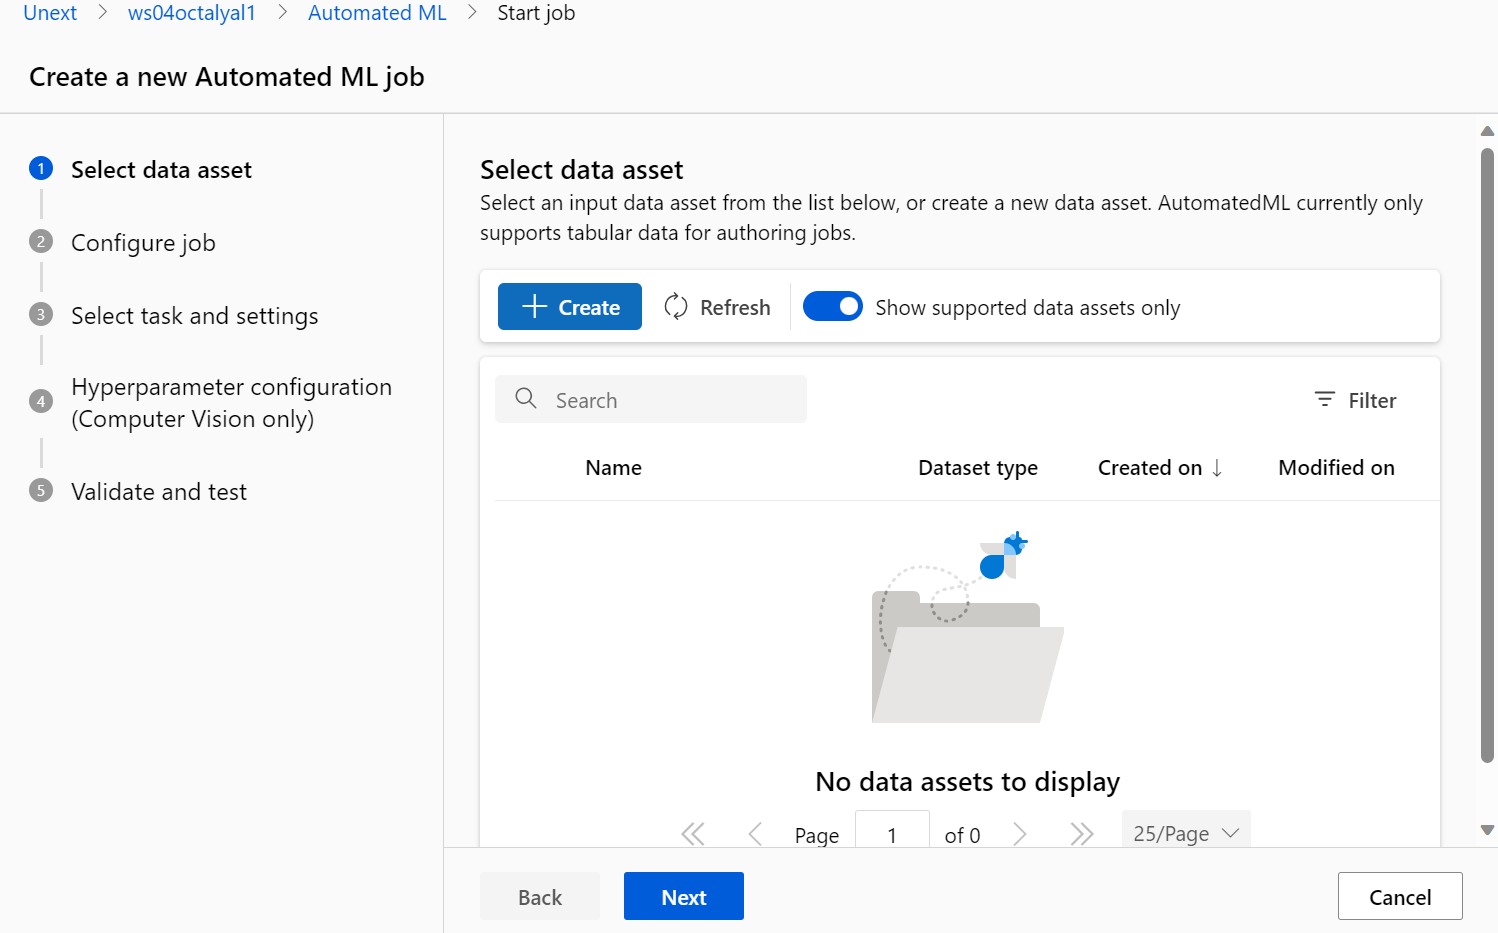 Unext > ws04octalyal1 > Automated ML > Start job
Create a new Automated ML job
1 Select data asset
2 Configure job
3 Select task and settings
4 Hyperparameter configuration
(Computer Vision only)
5 Validate and test
Select data asset
Select an input data asset from the list below, or create a new data asset. AutomatedML currently only
supports tabular data for authoring jobs.
+ Create Refresh Show supported data assets only
Search Filter
Name Dataset type Created on ↓ Modified on
No data assets to display
Page 1 of 0 25/Page
Back Next Cancel